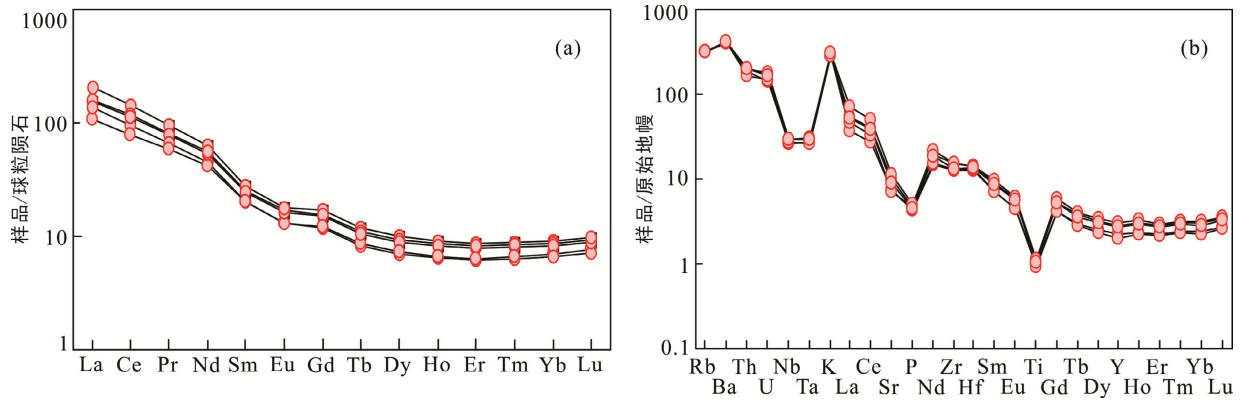 1000
100
10
1
样品/球粒陨石
(a)
La Ce Pr Nd Sm Eu Gd Tb Dy Ho Er Tm Yb Lu
1000
100
10
1
0.1
样品/原始地幔
(b)
Rb Th Nb K Ce P Zr Sm Ti Tb Y Er Yb
Ba U Ta La Sr Nd Hf Eu Gd Dy Ho Tm Lu